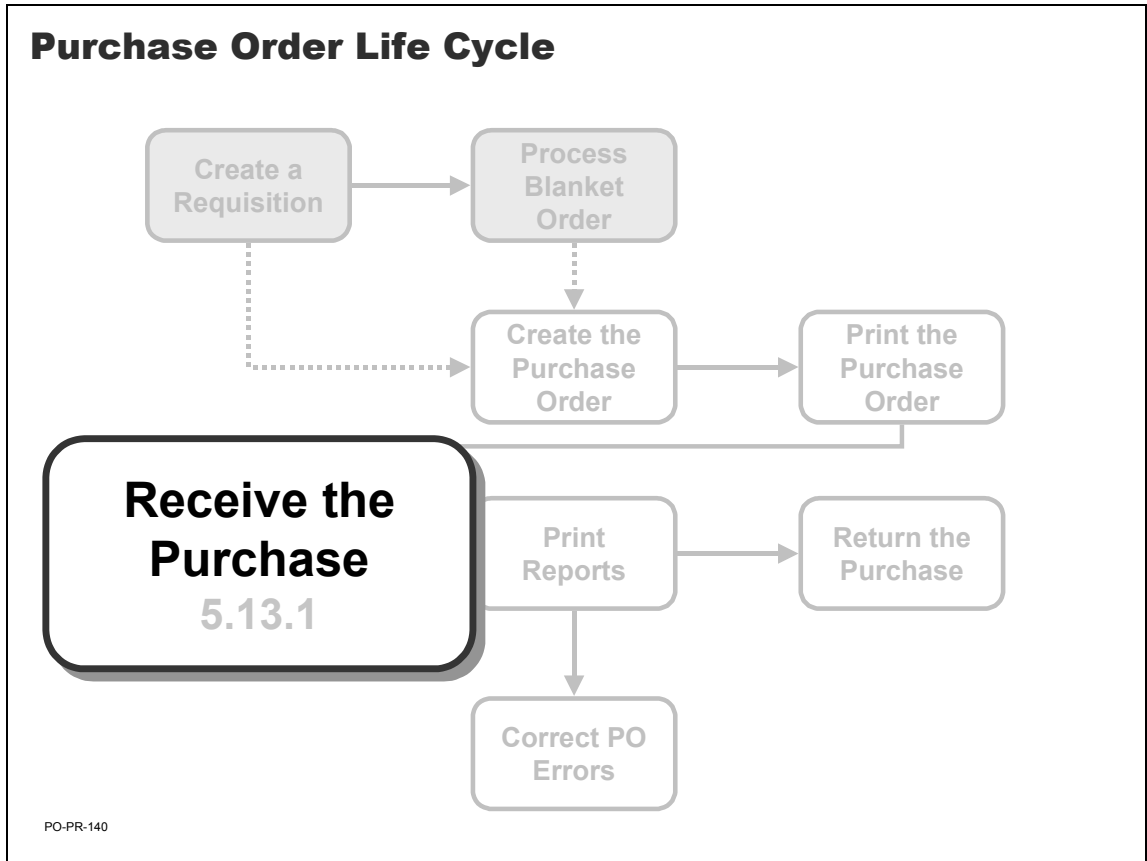 Purchase Order Life Cycle
Create a
Requisition
Process
Blanket
Order
Create the
Purchase
Order
Print the
Purchase
Order
Receive the
Purchase
5.13.1
Print
Reports
Return the
Purchase
Correct PO
Errors
PO-PR-140